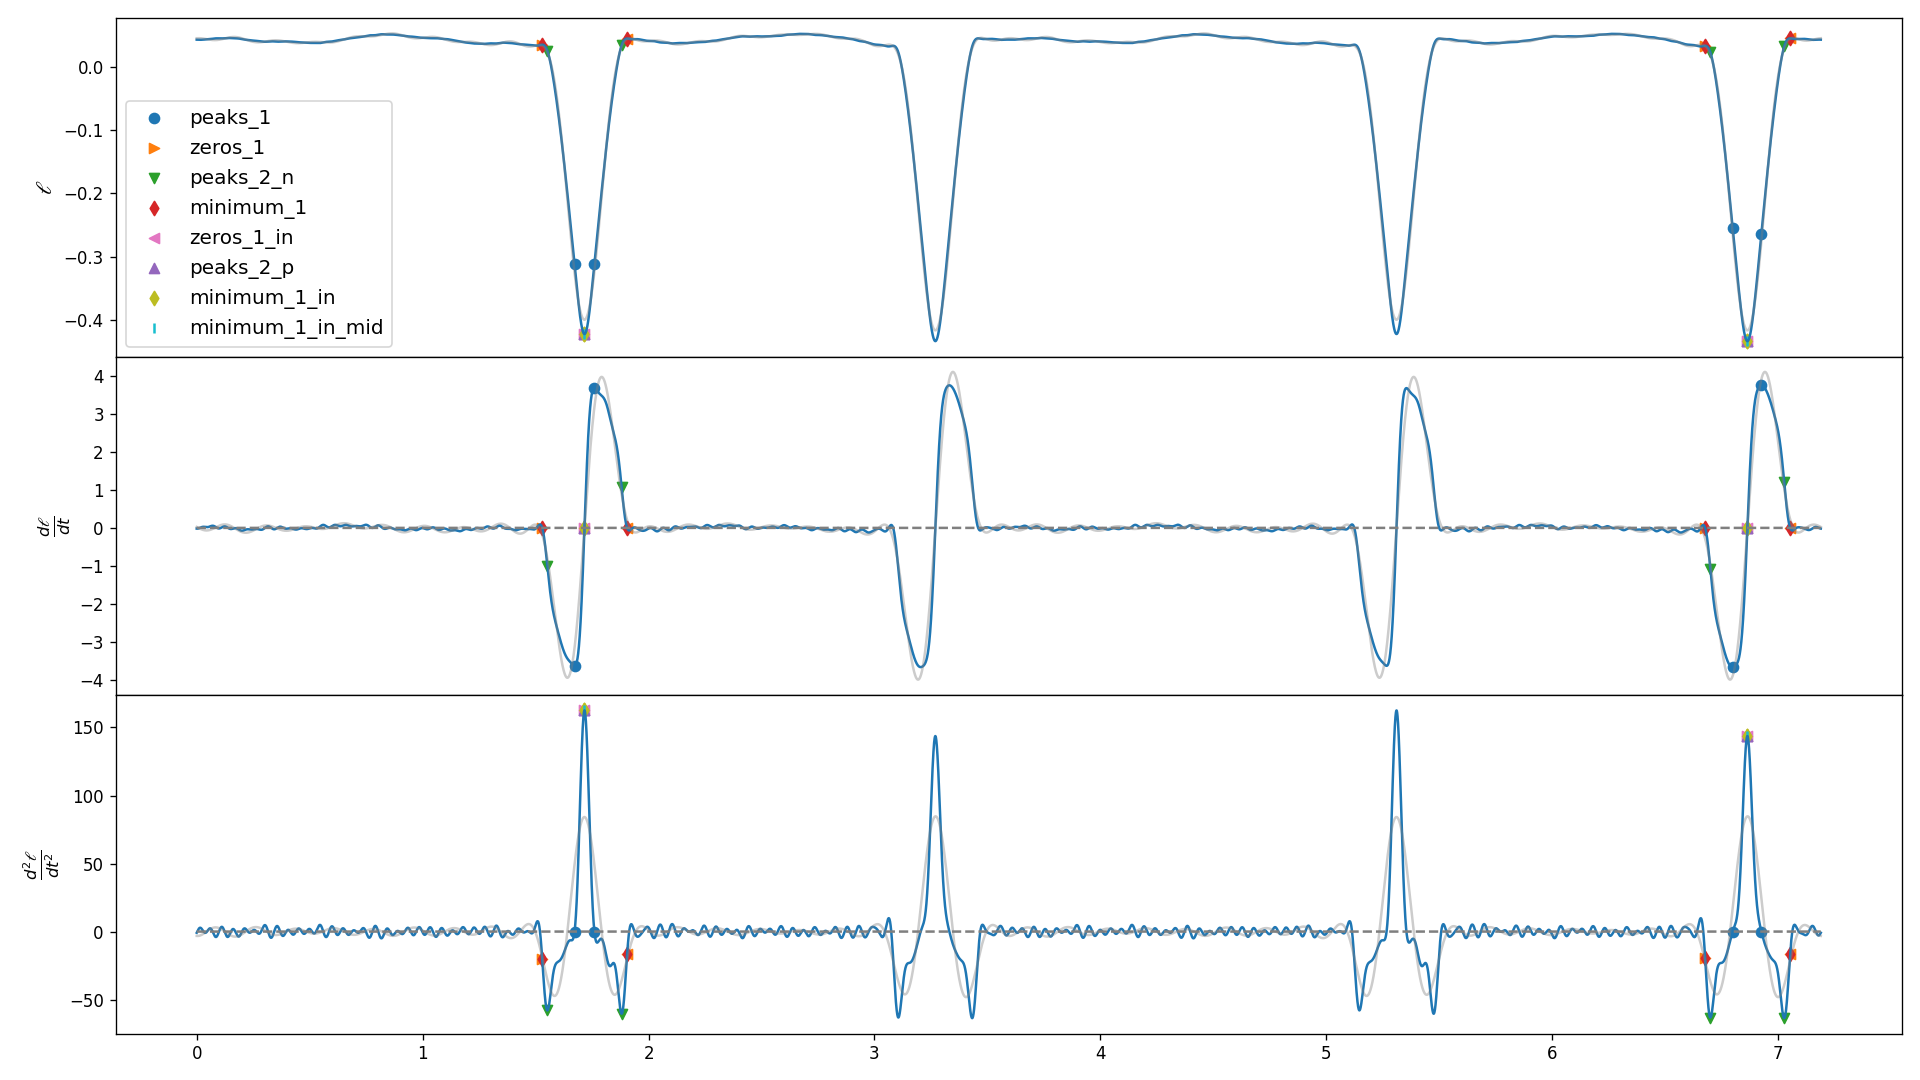 0.0
−0.1
−0.2
−0.3
−0.4
ℓ
peaks_1
zeros_1
peaks_2_n
minimum_1
zeros_1_in
peaks_2_p
minimum_1_in
minimum_1_in_mid
4
3
2
1
0
−1
−2
−3
−4
dℓ
dt
150
100
50
0
−50
d²ℓ
dt²
0 1 2 3 4 5 6 7